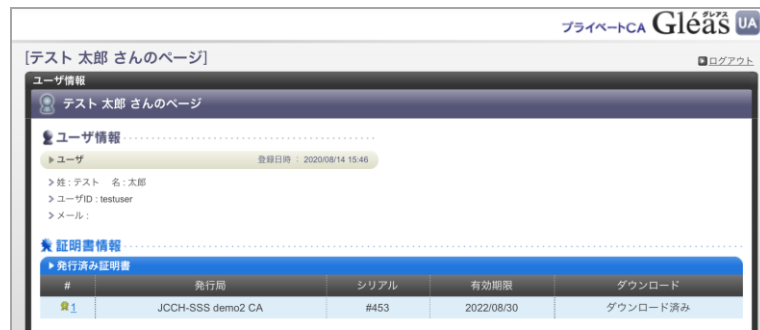 プライベートCA Gléas グレアス UA
[テスト 太郎 さんのページ]
ログアウト
ユーザ情報
テスト 太郎 さんのページ
ユーザ情報
ユーザ 登録日時 : 2020/08/14 15:46
姓 : テスト 名 : 太郎
ユーザID : testuser
メール :
証明書情報
発行済み証明書
# 発行局 シリアル 有効期限 ダウンロード
1 JCCH-SSS demo2 CA #453 2022/08/30 ダウンロード済み